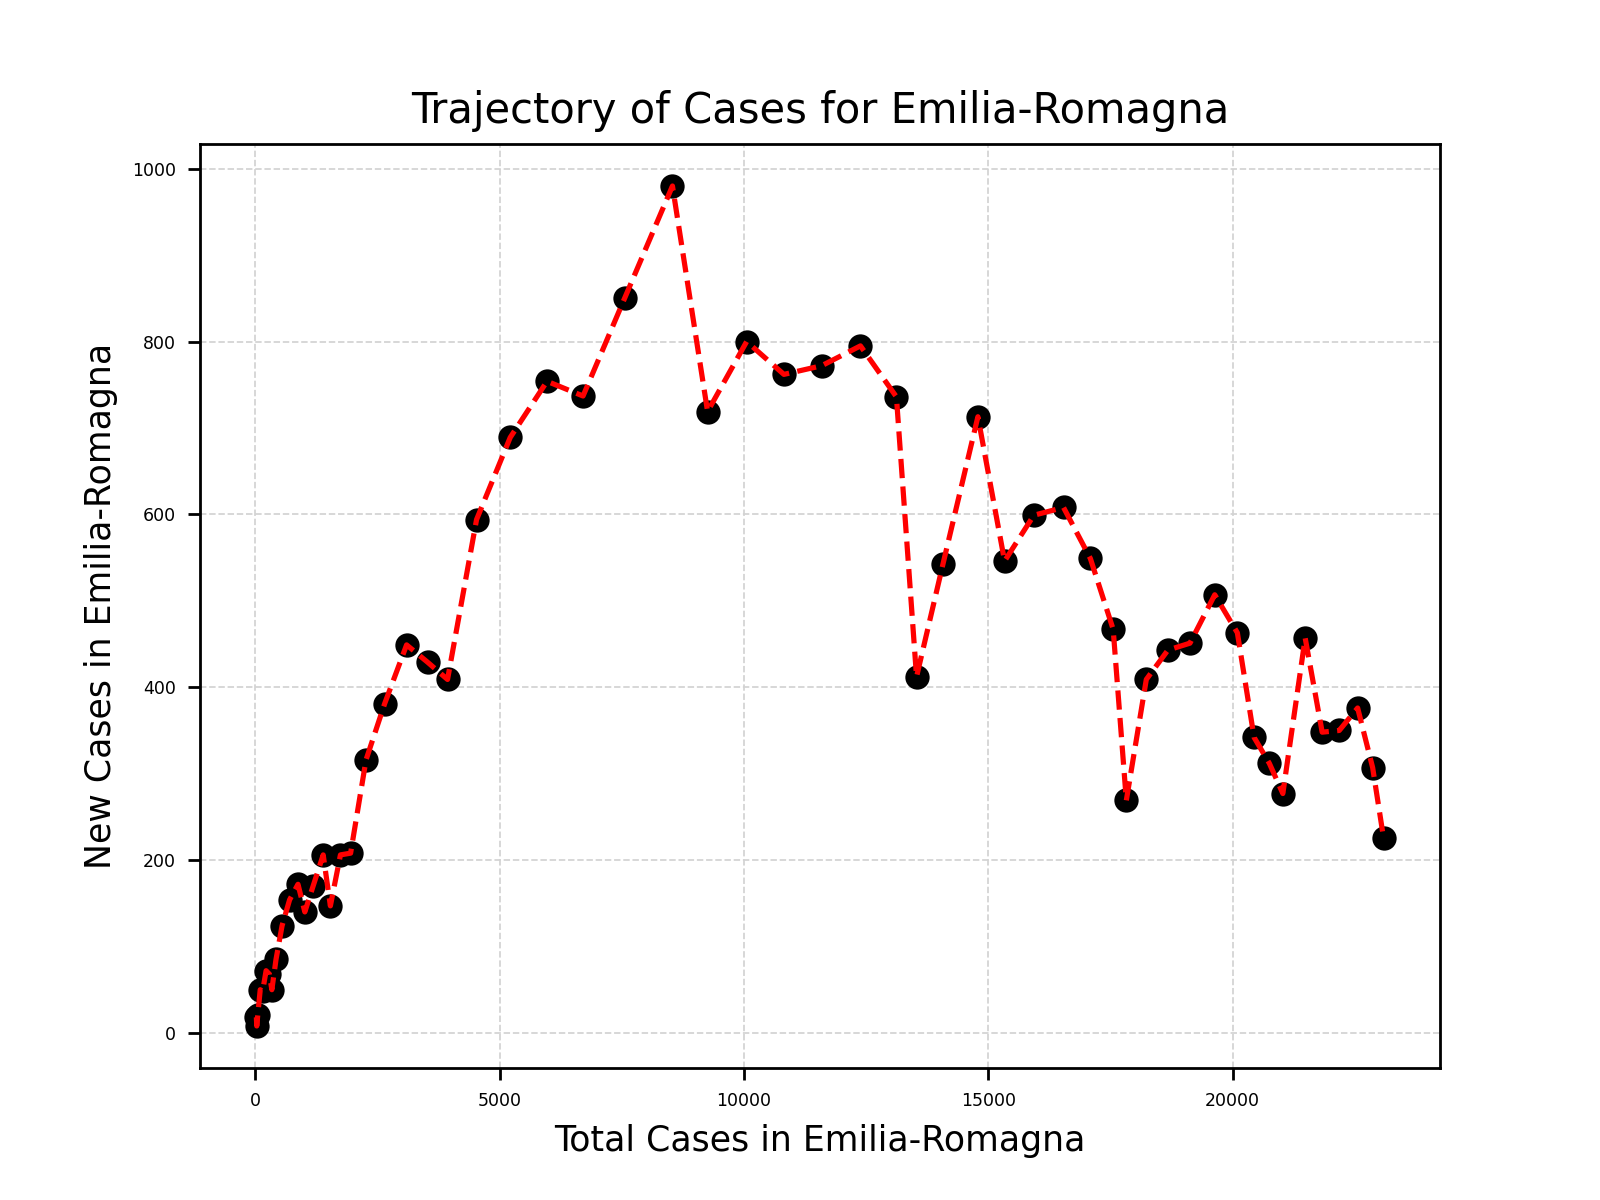 Trajectory of Cases for Emilia-Romagna
New Cases in Emilia-Romagna
1000
800
600
400
200
0
0 5000 10000 15000 20000
Total Cases in Emilia-Romagna